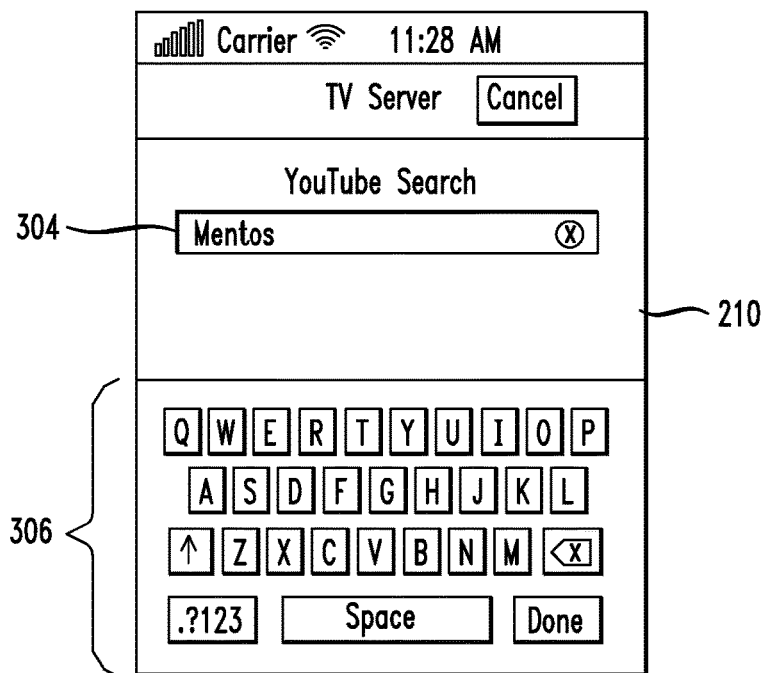 Carrier 11:28 AM
TV Server Cancel
YouTube Search
304 Mentos X
210
Q W E R T Y U I O P
A S D F G H J K L
306 ↑ Z X C V B N M X
.?123 Space Done